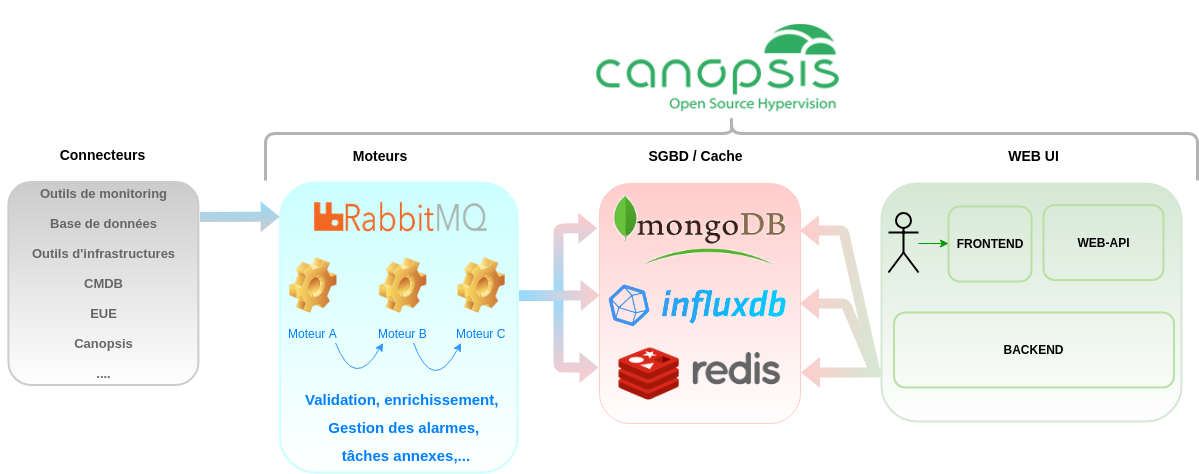 canopsis
Open Source Hypervision
Connecteurs
Moteurs
SGBD / Cache
WEB UI
Outils de monitoring
Base de données
Outils d'infrastructures
CMDB
EUE
Canopsis
....
RabbitMQ
Moteur A
Moteur B
Moteur C
Validation, enrichissement,
Gestion des alarmes,
tâches annexes,...
mongoDB
influxdb
redis
FRONTEND
WEB-API
BACKEND